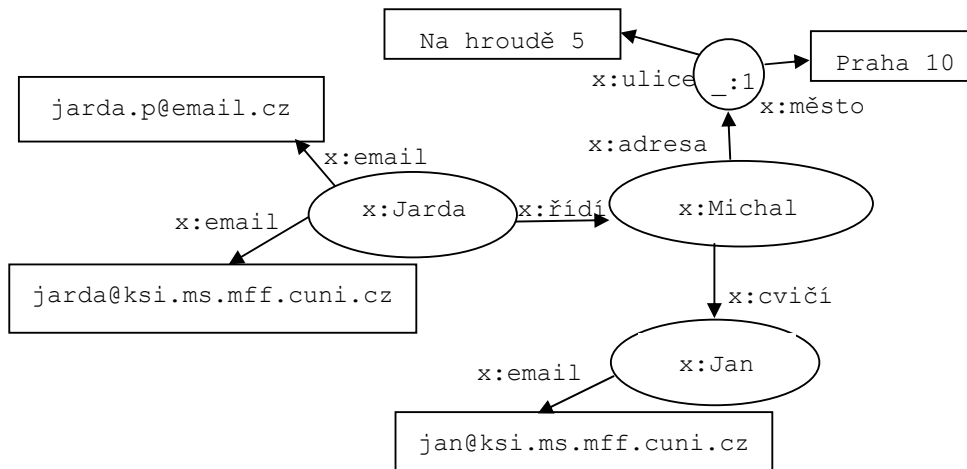 Na hroudě 5
Praha 10
x:ulice
_:1
x:město
jarda.p@email.cz
x:adresa
x:email
x:Jarda
x:řídí
x:Michal
x:email
jarda@ksi.ms.mff.cuni.cz
x:cvičí
x:Jan
x:email
jan@ksi.ms.mff.cuni.cz